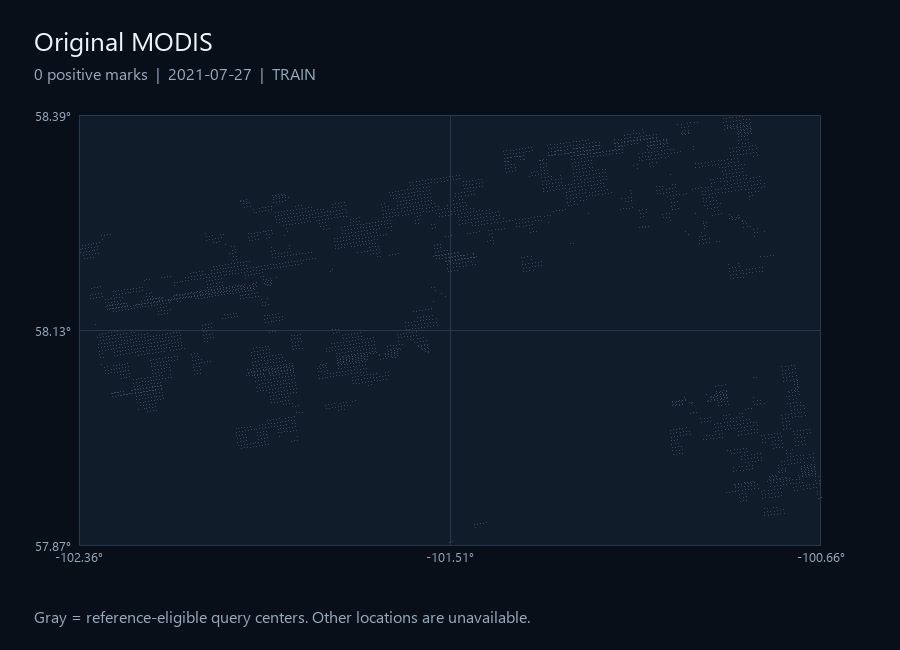 Original MODIS
0 positive marks | 2021-07-27 | TRAIN
58.39°
58.13°
57.87°
-102.36°
-101.51°
-100.66°
Gray = reference-eligible query centers. Other locations are unavailable.